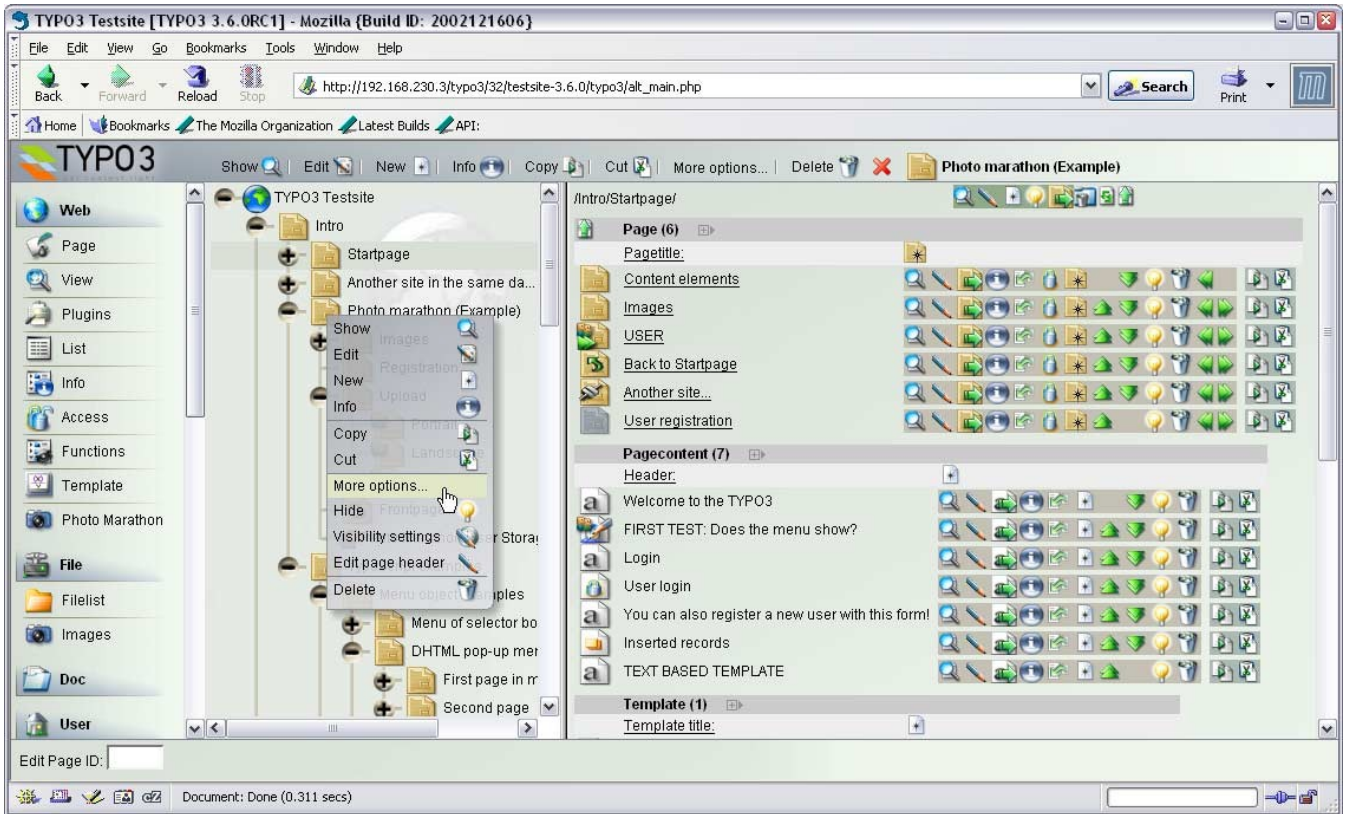 TYPO3 Testsite [TYPO3 3.6.0RC1] - Mozilla {Build ID: 2002121606}
File Edit View Go Bookmarks Tools Window Help
Back Forward Reload Stop http://192.168.230.3/typo3/32/testsite-3.6.0/typo3/alt_main.php Search Print
Home Bookmarks The Mozilla Organization Latest Builds API:
TYPO3
Show Edit New Info Copy Cut More options... Delete Photo marathon (Example)
Web
Page
View
Plugins
List
Info
Access
Functions
Template
Photo Marathon
File
Filelist
Images
Doc
User
TYPO3 Testsite
Intro
Startpage
Another site in the same da...
Photo marathon (Example)
Images
Registration
Upload
Show
Edit
New
Info
Copy
Cut
More options...
Hide
Visibility settings
Edit page header
Delete
Menu of selector bo
DHTML pop-up mer
First page in m
Second page
/Intro/Startpage/
Page (6)
Pagetitle:
Content elements
Images
USER
Back to Startpage
Another site...
User registration
Pagecontent (7)
Header:
Welcome to the TYPO3
FIRST TEST: Does the menu show?
Login
User login
You can also register a new user with this form!
Inserted records
TEXT BASED TEMPLATE
Template (1)
Template title:
Edit Page ID:
Document: Done (0.311 secs)